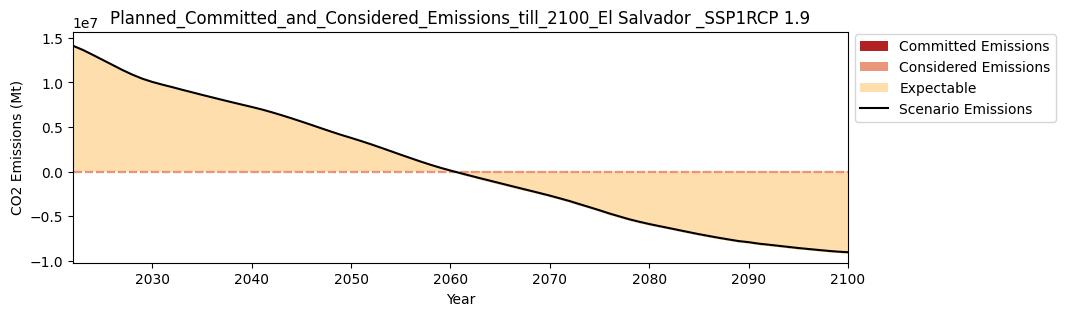 Planned_Committed_and_Considered_Emissions_till_2100_El Salvador _SSP1RCP 1.9
1e7
1.5
1.0
0.5
0.0
−0.5
−1.0
CO2 Emissions (Mt)
2030 2040 2050 2060 2070 2080 2090 2100
Year
Committed Emissions
Considered Emissions
Expectable
Scenario Emissions